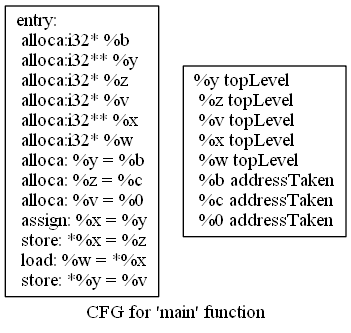 entry:
alloca:i32* %b
alloca:i32** %y
alloca:i32* %z
alloca:i32* %v
alloca:i32** %x
alloca:i32* %w
alloca: %y = %b
alloca: %z = %c
alloca: %v = %0
assign: %x = %y
store: *%x = %z
load: %w = *%x
store: *%y = %v
%y topLevel
%z topLevel
%v topLevel
%x topLevel
%w topLevel
%b addressTaken
%c addressTaken
%0 addressTaken
CFG for 'main' function